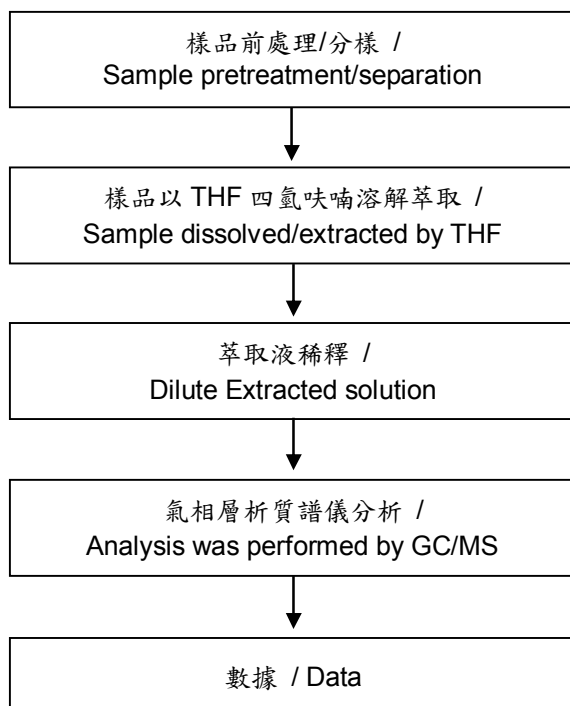 樣品前處理/分樣 /
Sample pretreatment/separation
樣品以 THF 四氫呋喃溶解萃取 /
Sample dissolved/extracted by THF
萃取液稀釋 /
Dilute Extracted solution
氣相層析質譜儀分析 /
Analysis was performed by GC/MS
數據 / Data